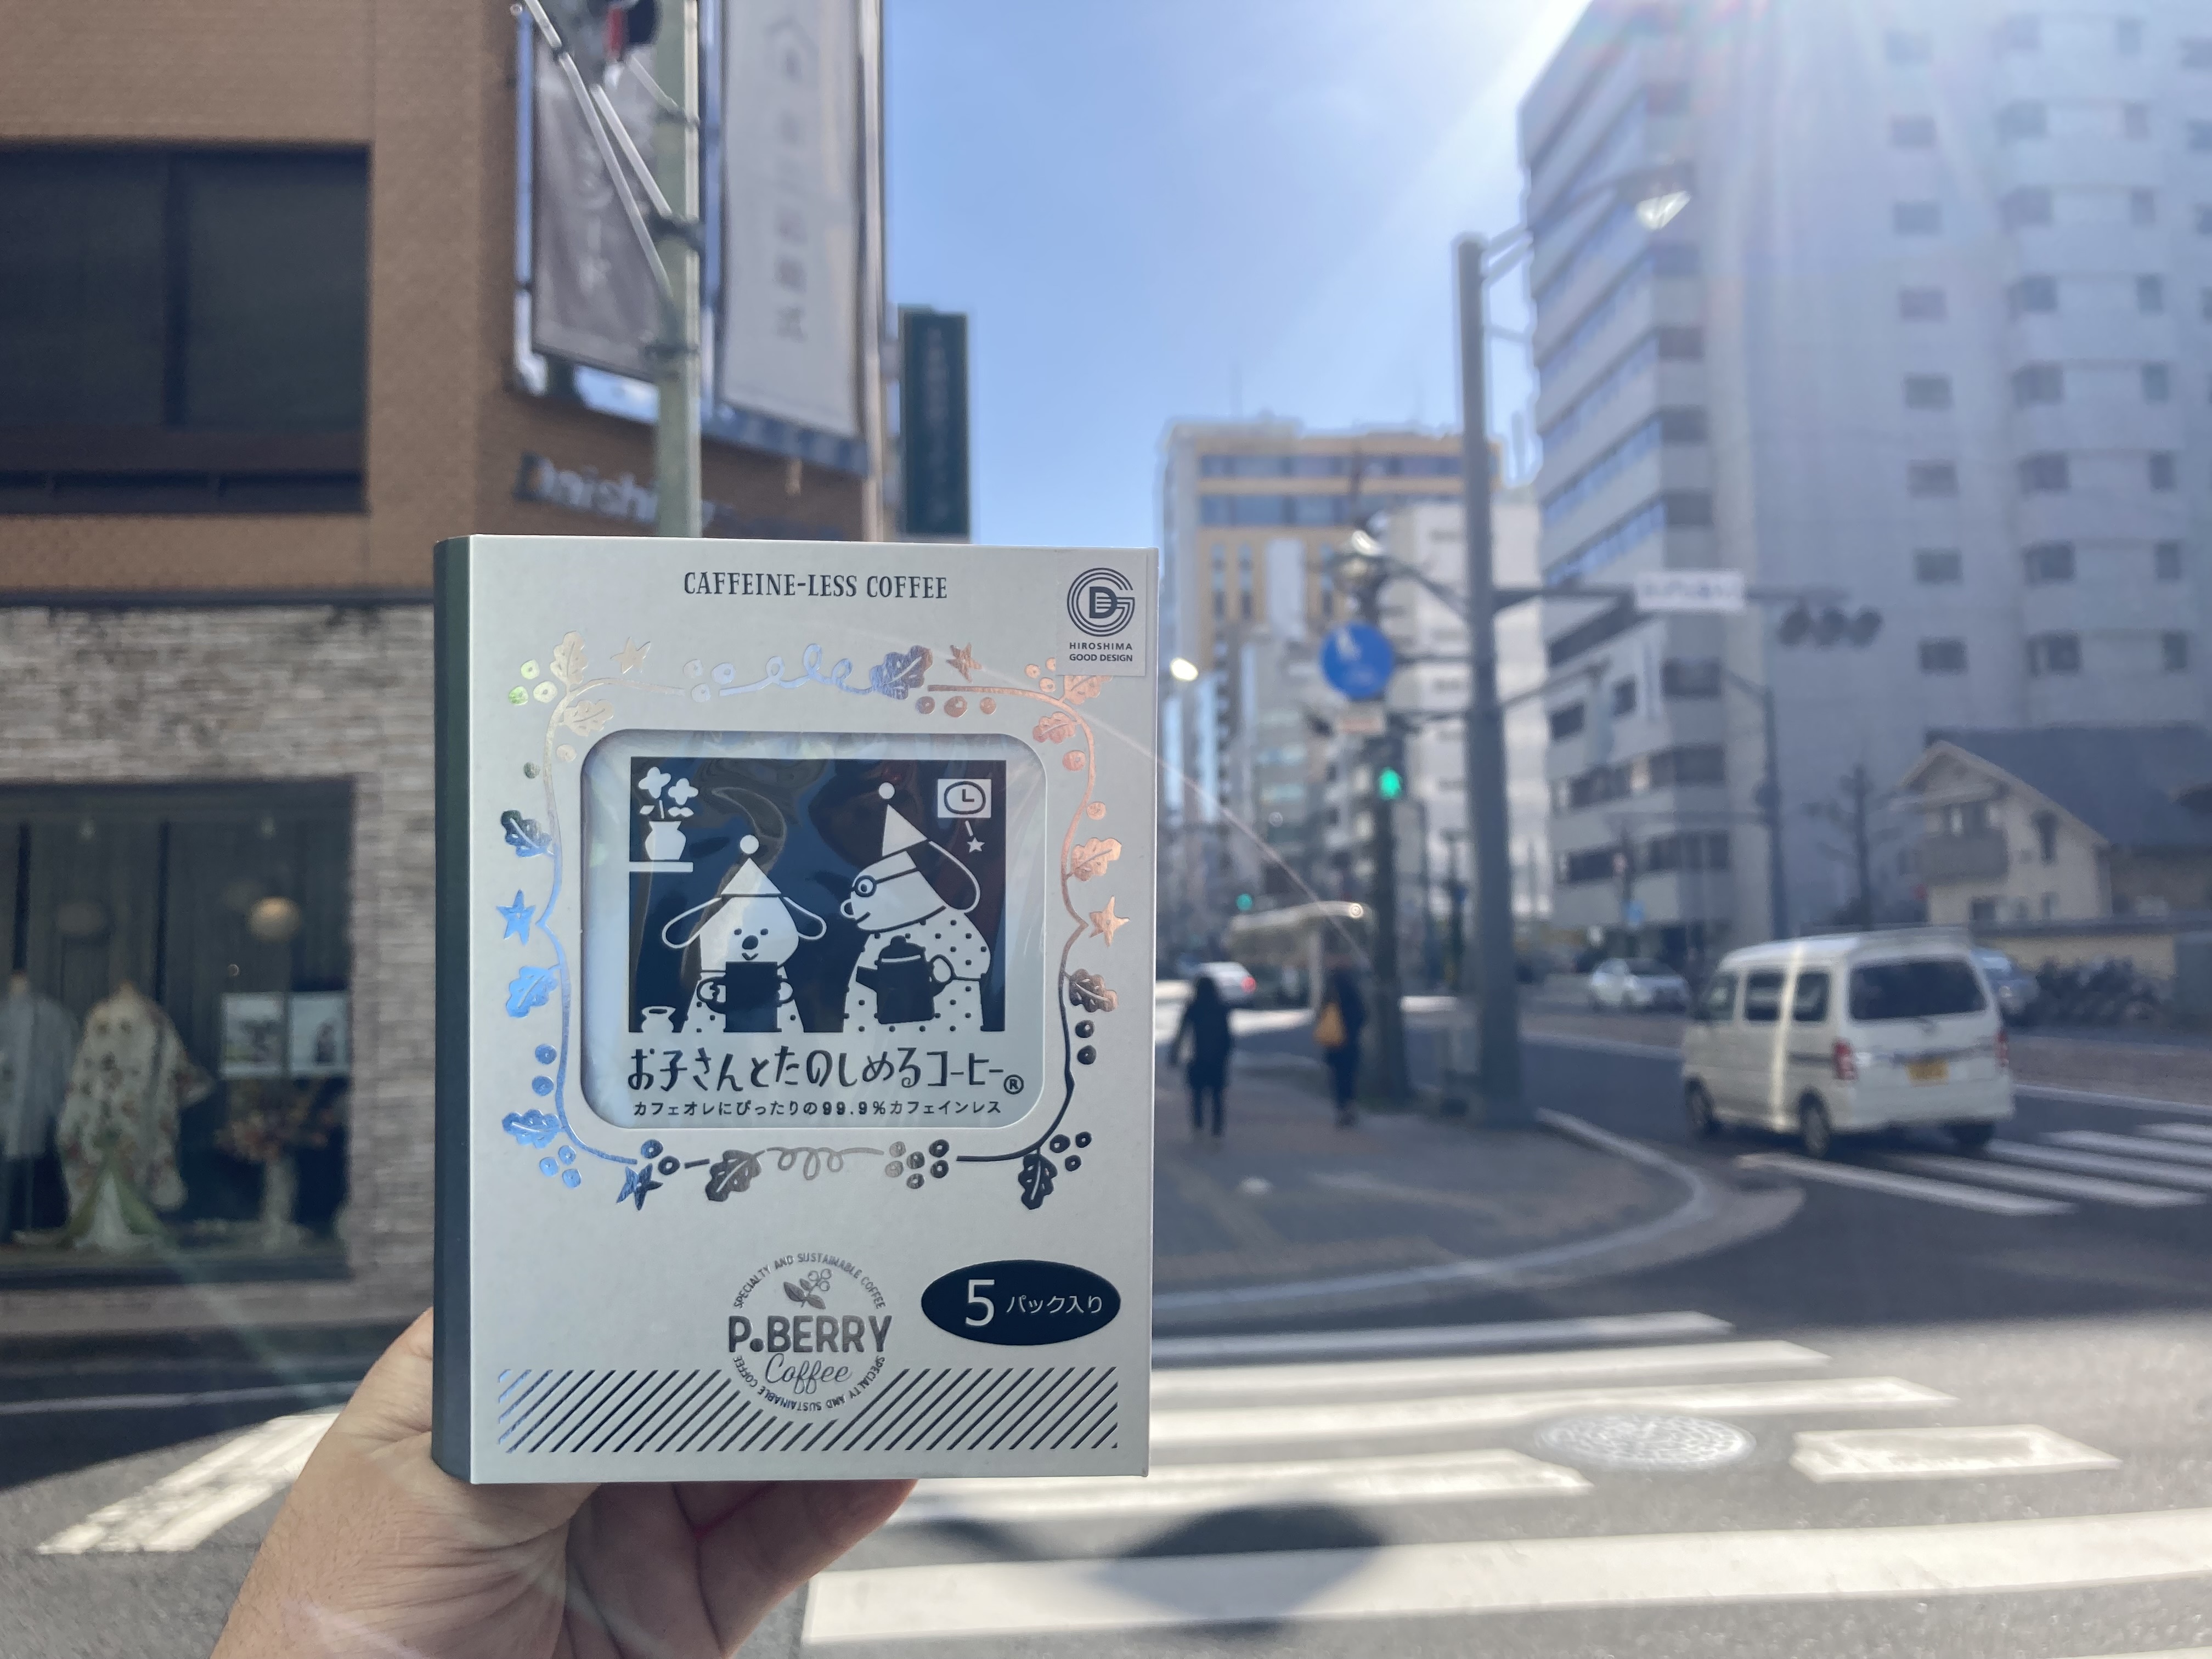 CAFFEINE-LESS COFFEE
HIROSHIMA
GOOD DESIGN
お子さんとたのしめるコーヒー®
カフェオレにぴったりの99.9%カフェインレス
SPECIALTY AND SUSTAINABLE COFFEE
P.BERRY
Coffee
SPECIALTY AND SUSTAINABLE COFFEE
5 パック入り